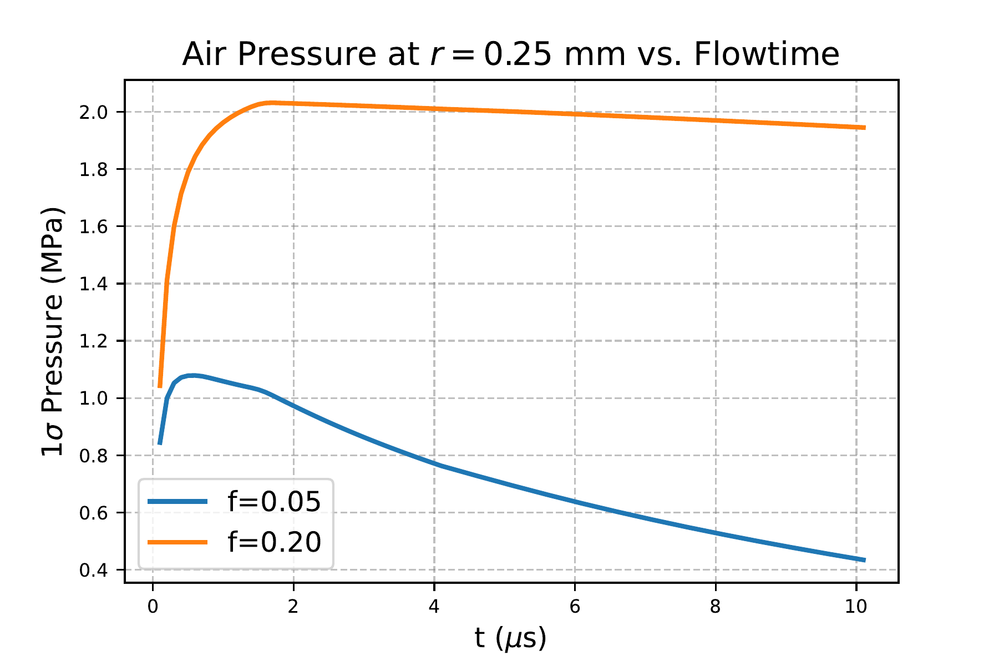 Air Pressure at r = 0.25 mm vs. Flowtime
1σ Pressure (MPa)
2.0
1.8
1.6
1.4
1.2
1.0
0.8
0.6
0.4
f=0.05
f=0.20
0 2 4 6 8 10
t (μs)